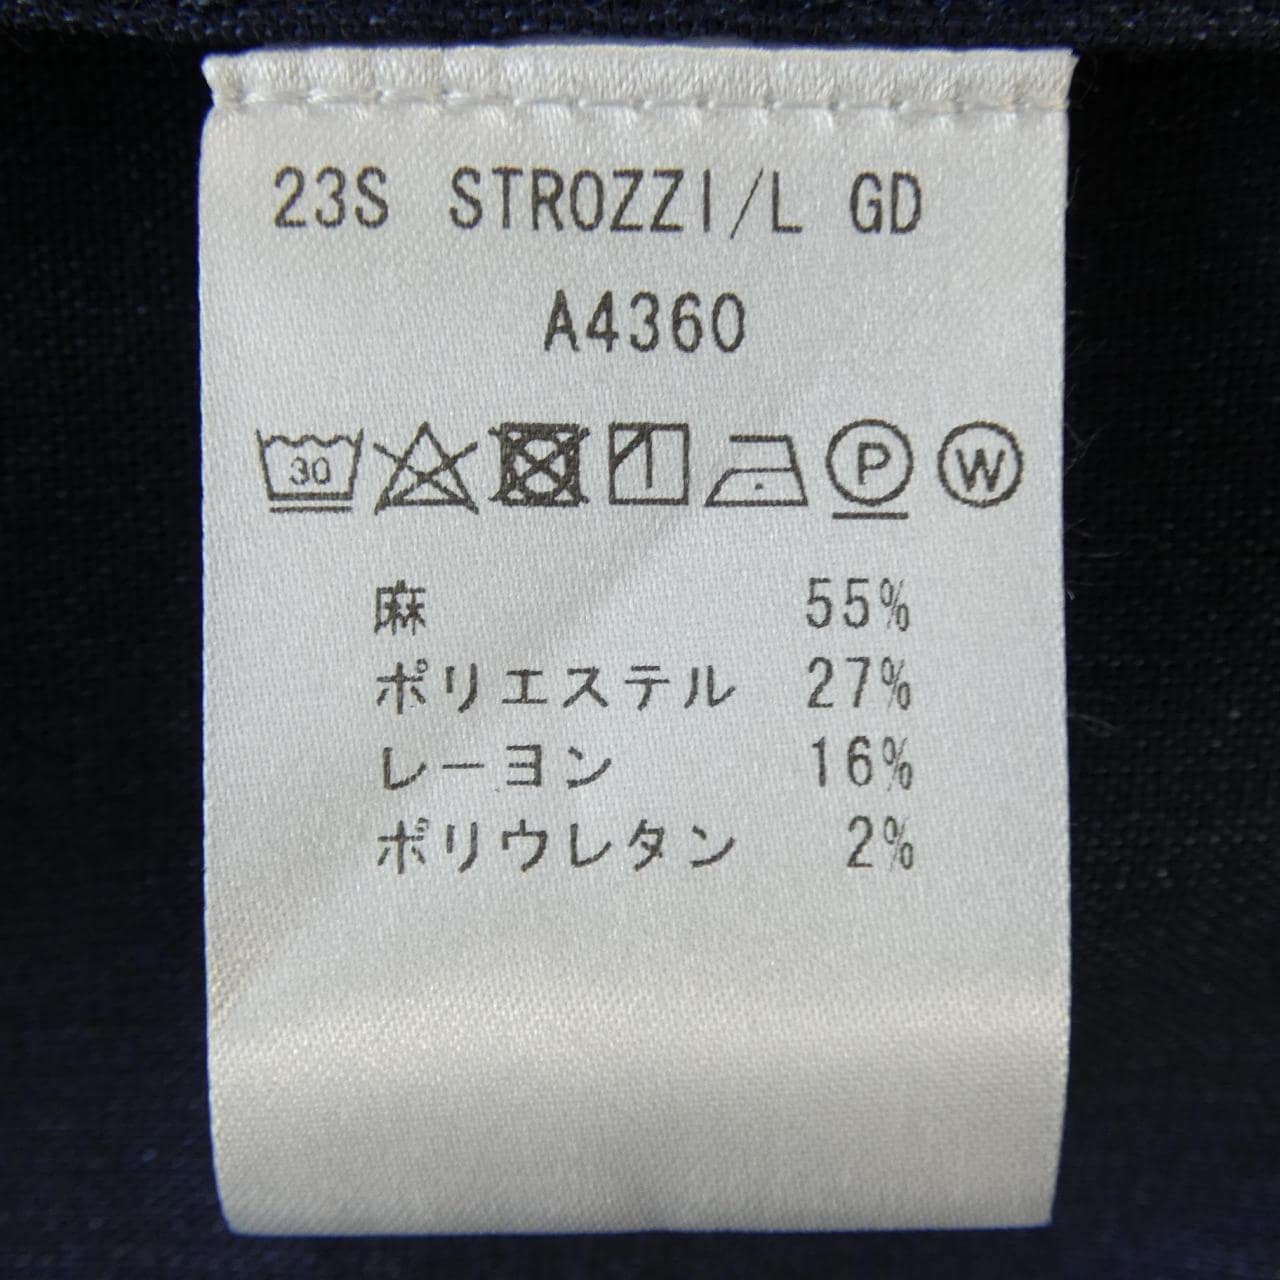 23S STROZZI/L GD
A4360
30 P W
麻 55%
ポリエステル 27%
レーヨン 16%
ポリウレタン 2%